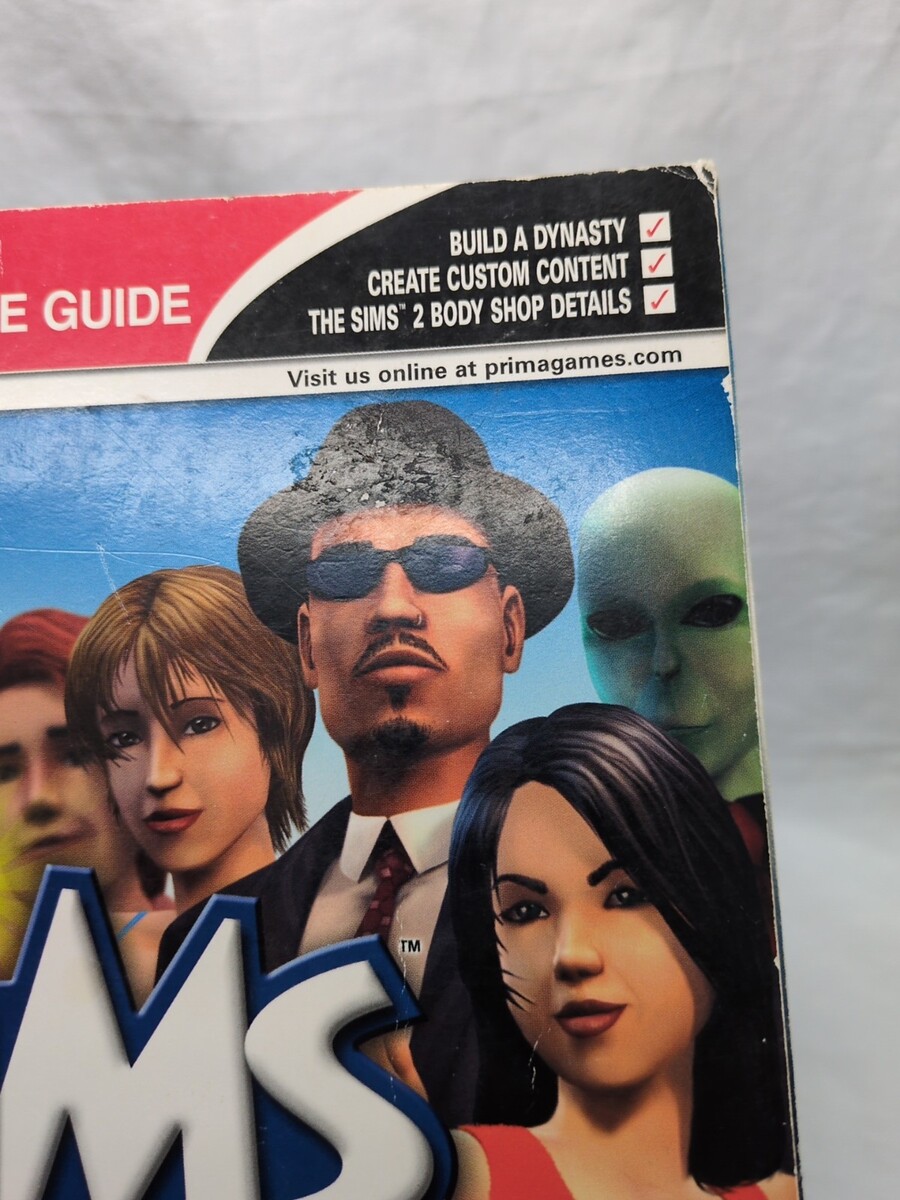 BUILD A DYNASTY
CREATE CUSTOM CONTENT
THE SIMS™ 2 BODY SHOP DETAILS
E GUIDE
Visit us online at primagames.com
MS™